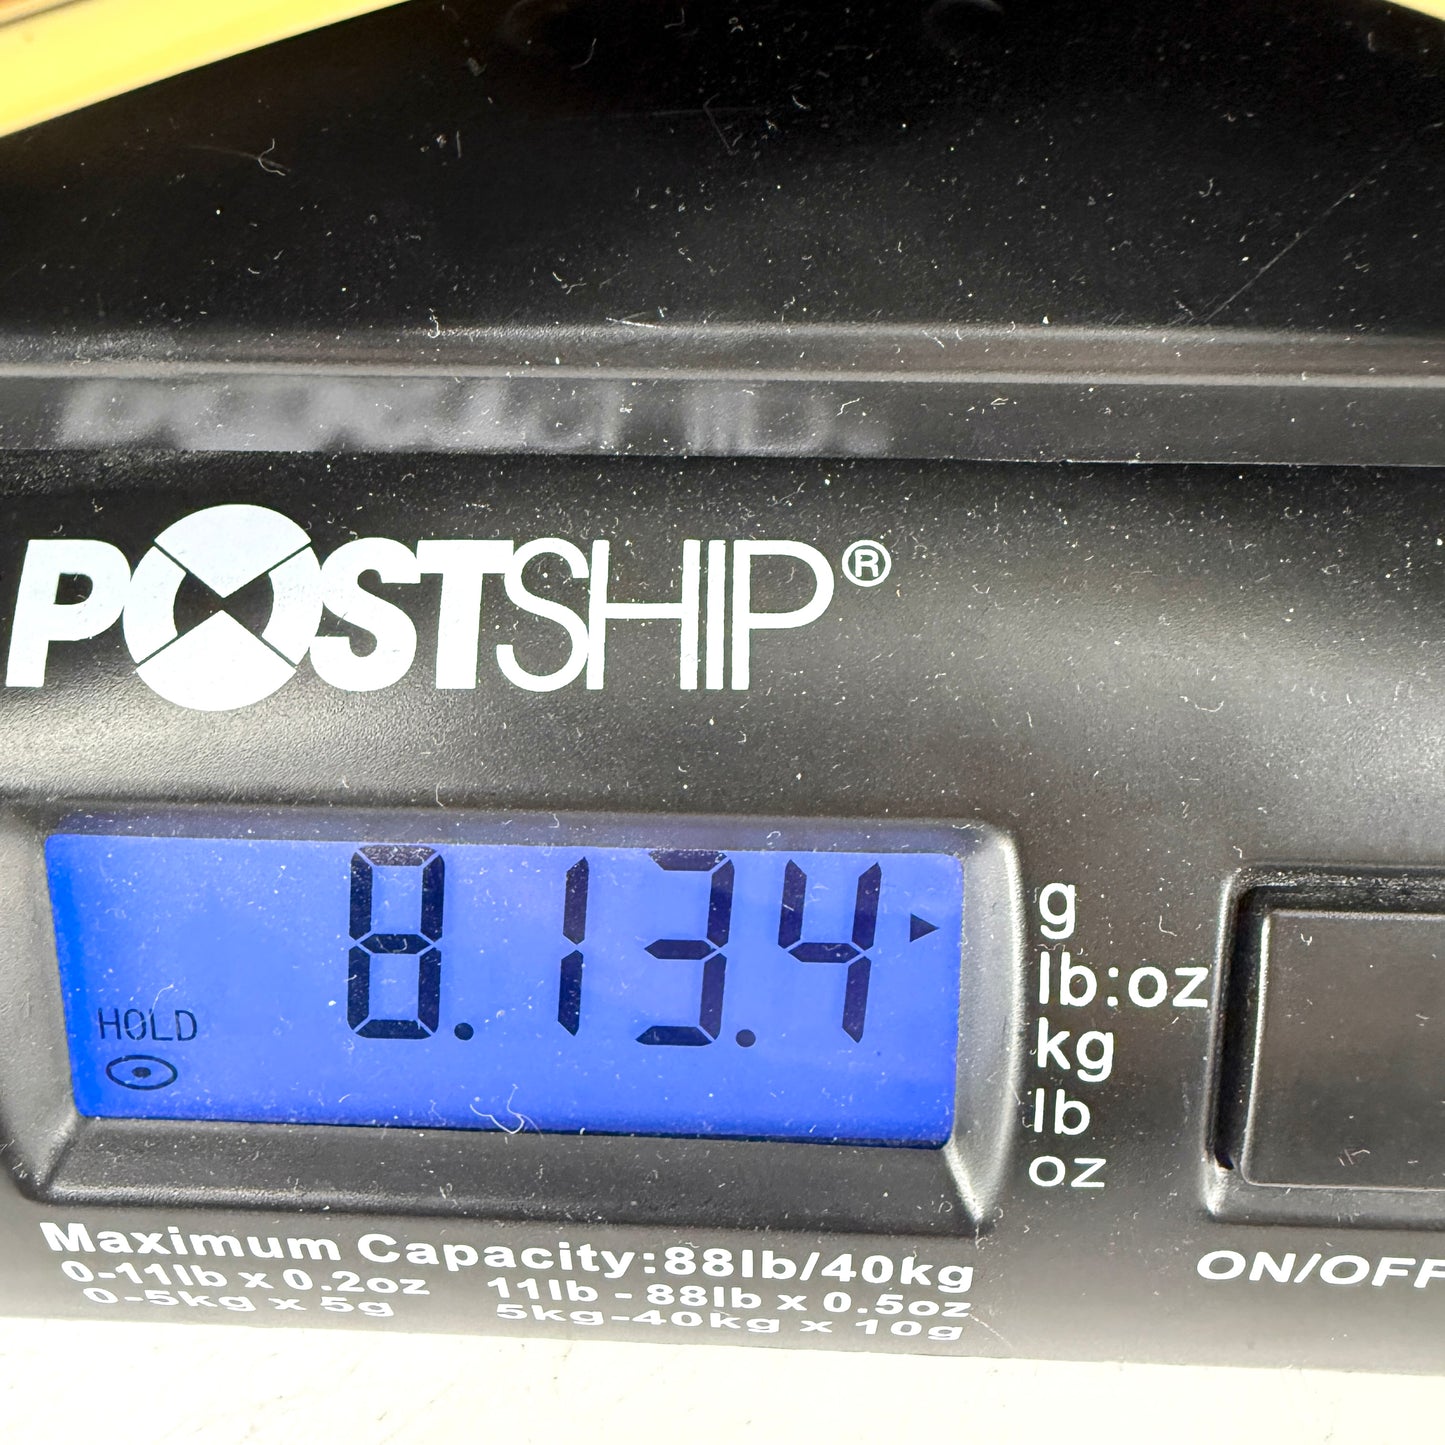 POSTSHIP®
8.13.4
HOLD
g
lb:oz
kg
lb
oz
Maximum Capacity:88lb/40kg
0-11lb x 0.2oz 11lb - 88lb x 0.5oz
0-5kg x 5g 5kg-40kg x 10g
ON/OFF